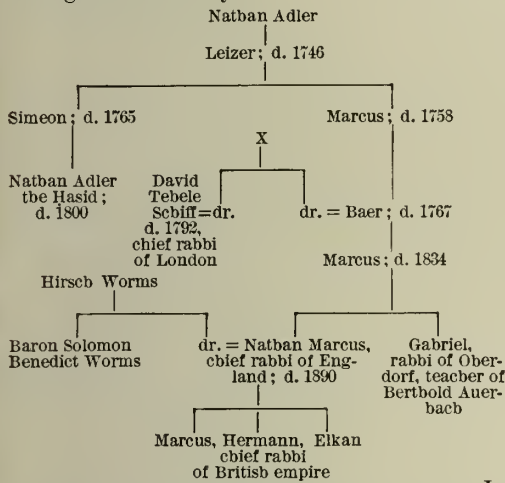 Natban Adler
Leizer; d. 1746
Simeon; d. 1765
Marcus; d. 1758
X
Natban Adler
tbe Ḥasid;
d. 1800
David
Tebele
Scbiff=dr.
d. 1792,
chief rabbi
of London
dr. = Baer; d. 1767
Marcus; d. 1834
Hirscb Worms
Baron Solomon
Benedict Worms
dr. = Natban Marcus,
cbief rabbi of Eng-
land; d. 1890
Gabriel,
rabbi of Ober-
dorf, teacber of
Bertbold Auer-
bacb
Marcus, Hermann, Elkan
cbief rabbi
of Britisb empire